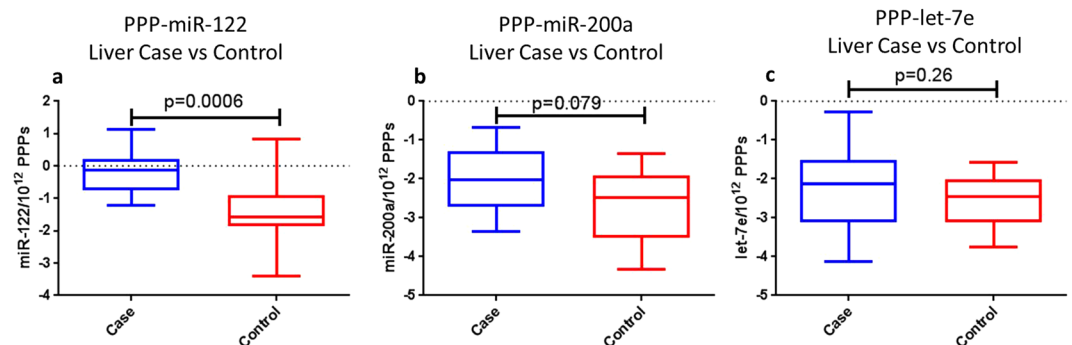 PPP-miR-122
Liver Case vs Control
a
p=0.0006
2
1
0
-1
-2
-3
-4
miR-122/10¹² PPPs
Case
Control
PPP-miR-200a
Liver Case vs Control
b
p=0.079
0
-1
-2
-3
-4
-5
miR-200a/10¹² PPPs
Case
Control
PPP-let-7e
Liver Case vs Control
c
p=0.26
0
-1
-2
-3
-4
-5
let-7e/10¹² PPPs
Case
Control